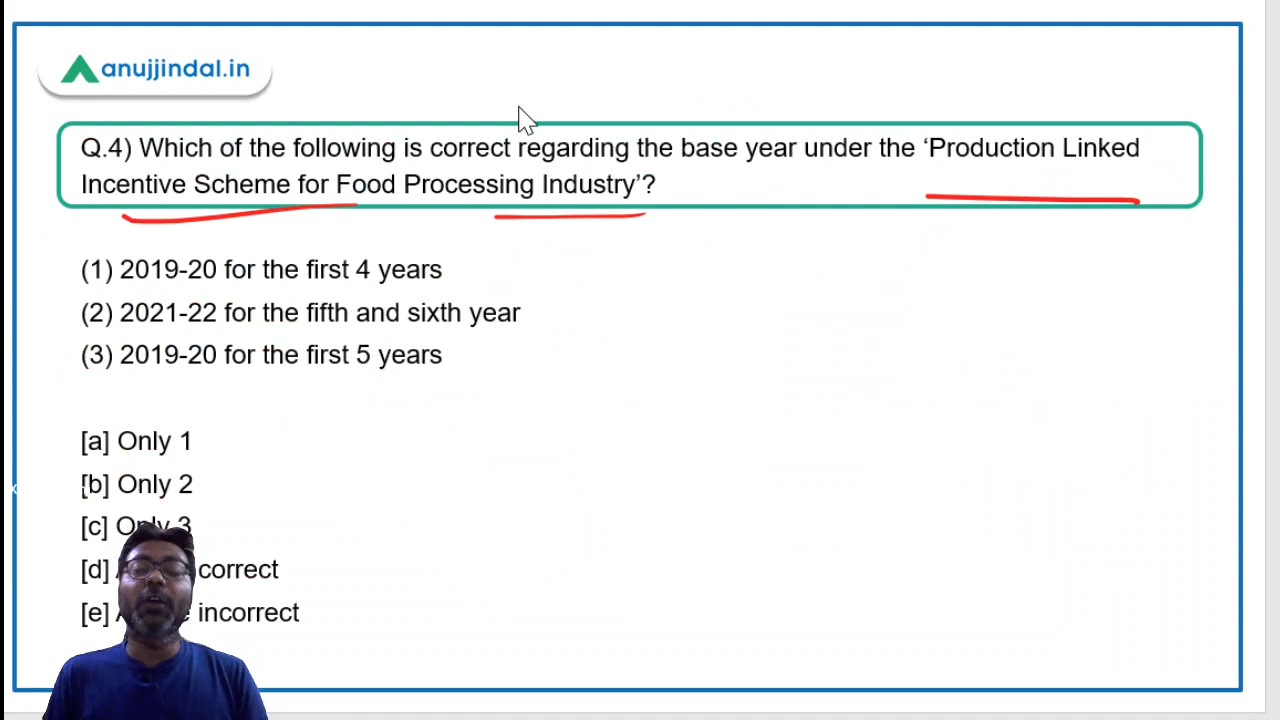 anujjindal.in
Q.4) Which of the following is correct regarding the base year under the ‘Production Linked
Incentive Scheme for Food Processing Industry’?
(1) 2019-20 for the first 4 years
(2) 2021-22 for the fifth and sixth year
(3) 2019-20 for the first 5 years
[a] Only 1
[b] Only 2
[c] Only 3
[d] correct
[e] incorrect